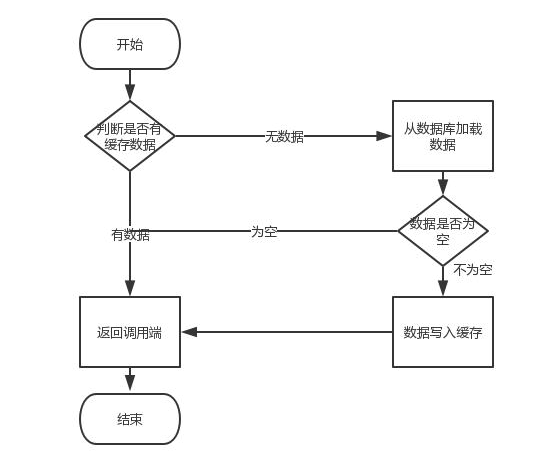 开始
判断是否有
缓存数据
无数据
从数据库加载
数据
数据是否为
空
为空
有数据
不为空
返回调用端
数据写入缓存
结束